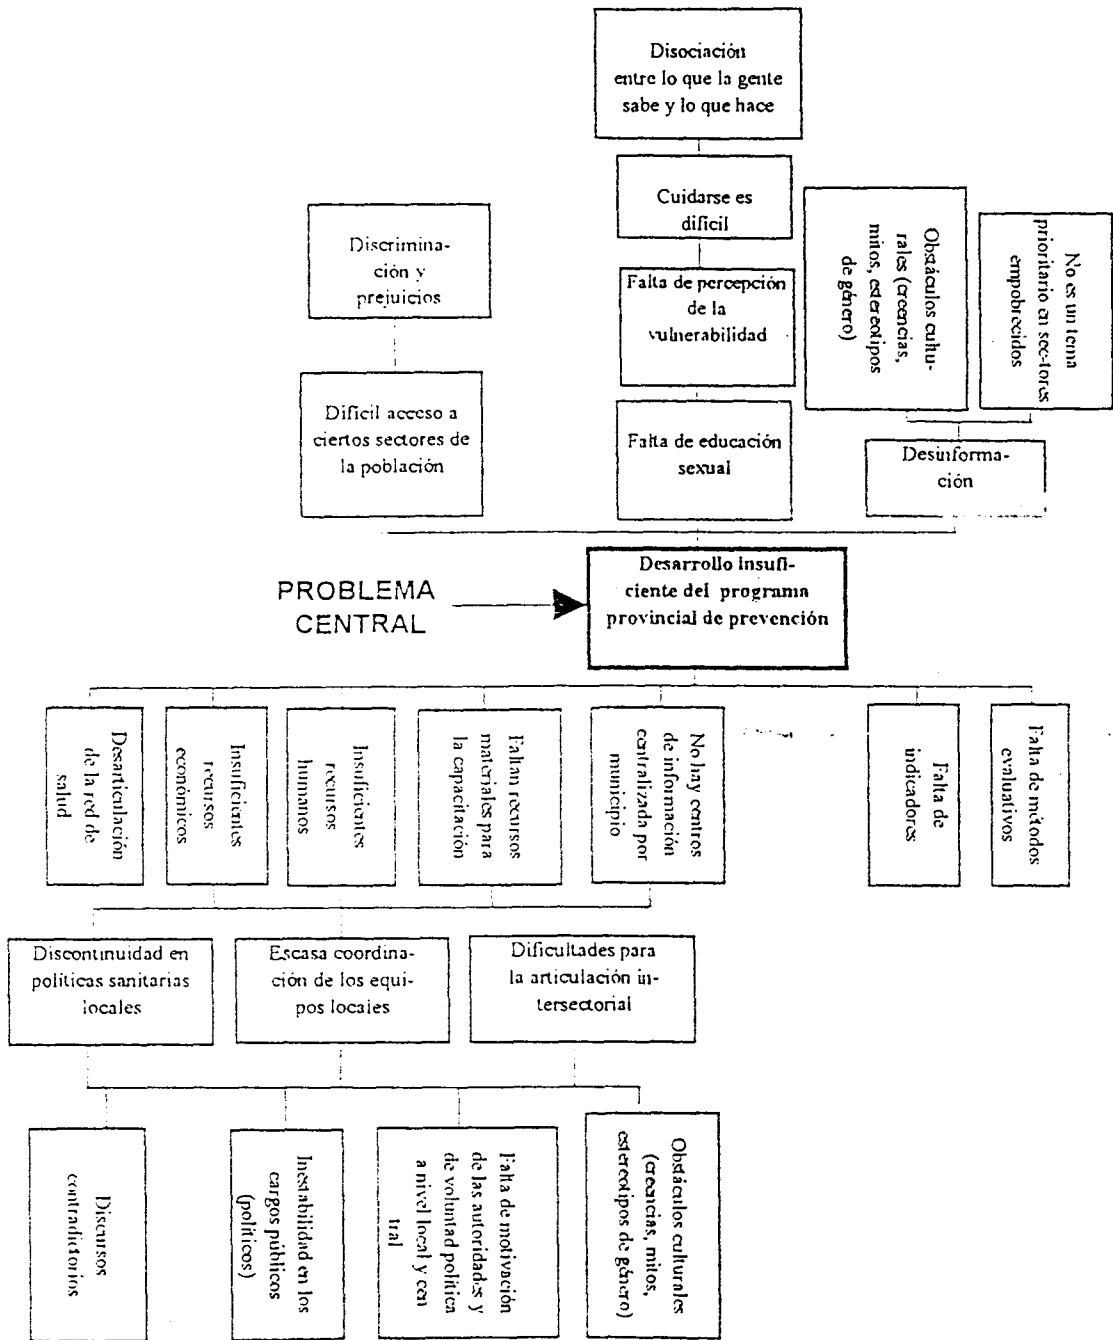 Disociación
entre lo que la gente
sabe y lo que hace
Cuidarse es
difícil
Discrimina-
ción y
prejuicios
Falta de percepción
de la
vulnerabilidad
Obstáculos cultu-
rales (creencias,
mitos, estereotipos
de género)
No es un tema
prioritario en sec-tores
empobrecidos
Difícil acceso a
ciertos sectores de
la población
Falta de educación
sexual
Desinforma-
ción
PROBLEMA
CENTRAL
Desarrollo insufi-
ciente del programa
provincial de prevención
Desarticulación
de la red de
salud
Insuficientes
recursos
económicos
Insuficientes
recursos
humanos
Faltan recursos
materiales para
la capacitación
No hay centros
de información
centralizada por
municipio
Falta de
indicadores
Falta de métodos
evaluativos
Discontinuidad en
políticas sanitarias
locales
Escasa coordina-
ción de los equi-
pos locales
Dificultades para
la articulación in-
tersectorial
Discursos
contradictorios
Inestabilidad en los
cargos públicos
(políticos)
Falta de motivación
de las autoridades y
de voluntad política
a nivel local y cen
tral
Obstáculos culturales
(creencias, mitos,
estereotipos de género)